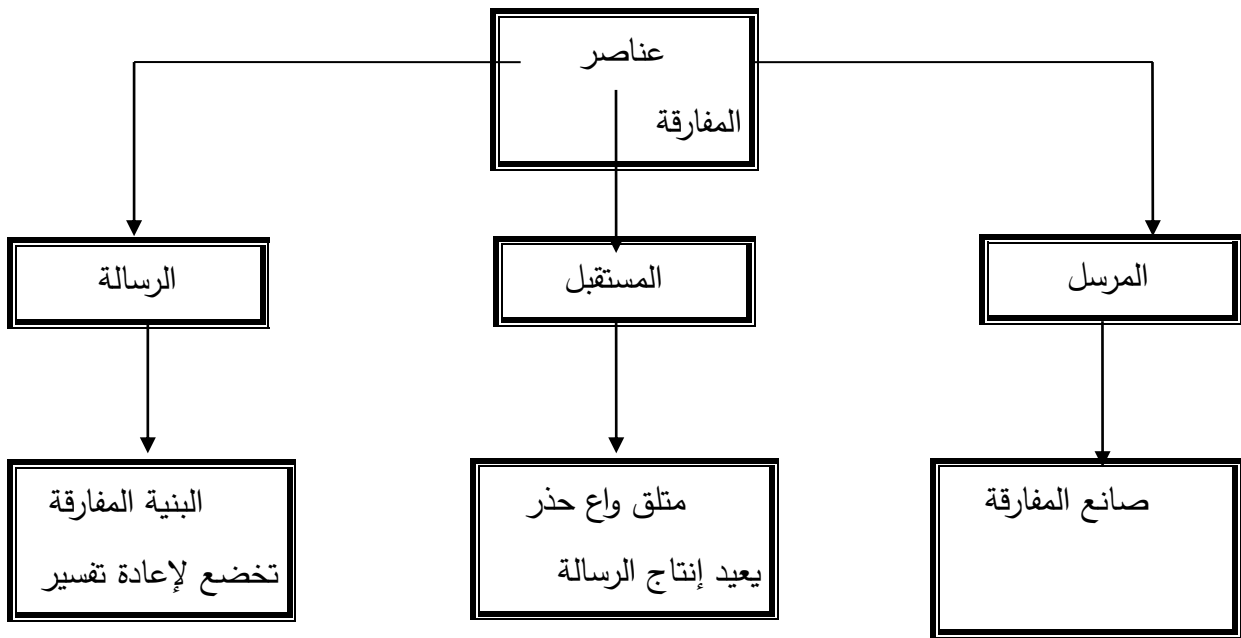 عناصر
المفارقة
المرسل
المستقبل
الرسالة
صانع المفارقة
متلق واع حذر
يعيد إنتاج الرسالة
البنية المفارقة
تخضع لإعادة تفسير